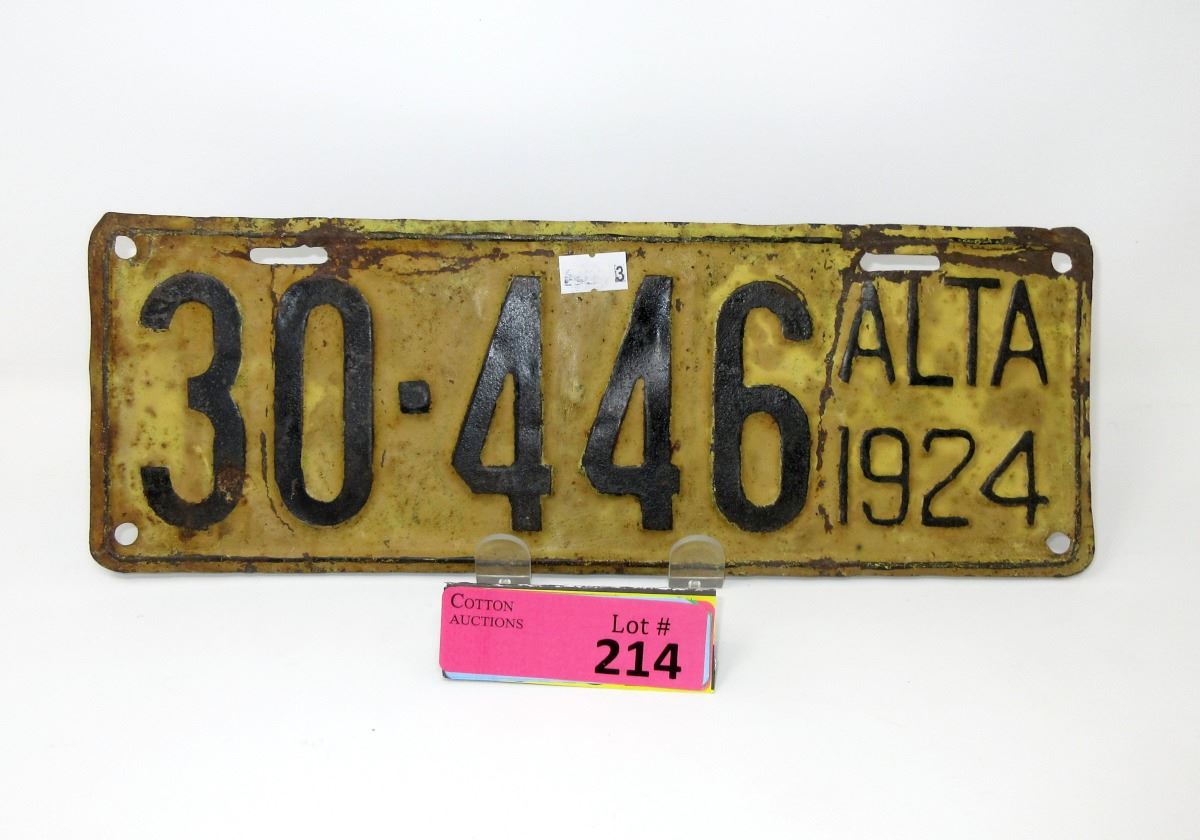 30·446
ALTA
1924
COTTON
AUCTIONS
Lot #
214